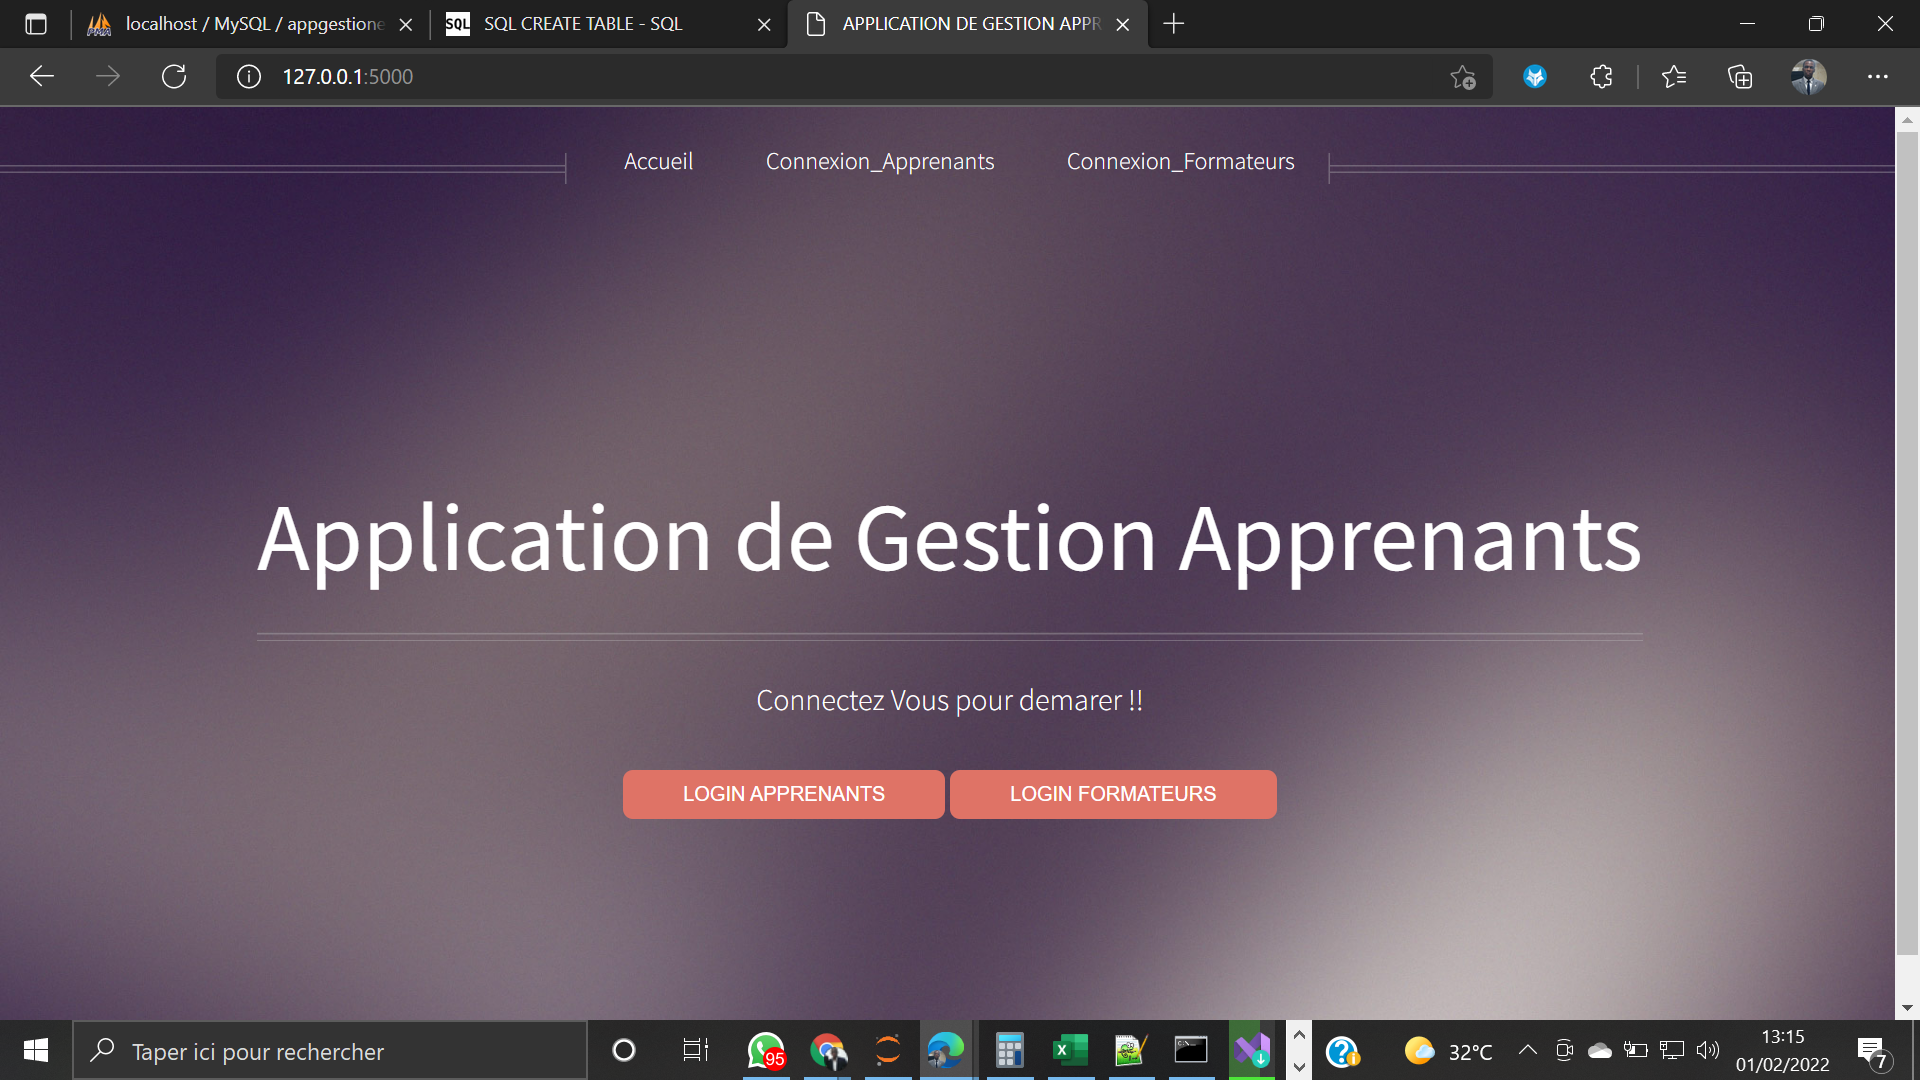 localhost / MySQL / appgestione
SQL
SQL CREATE TABLE - SQL
APPLICATION DE GESTION APPR
127.0.0.1:5000
Accueil
Connexion_Apprenants
Connexion_Formateurs
Application de Gestion Apprenants
Connectez Vous pour demarer !!
LOGIN APPRENANTS
LOGIN FORMATEURS
Taper ici pour rechercher
95
32°C
13:15
01/02/2022
7